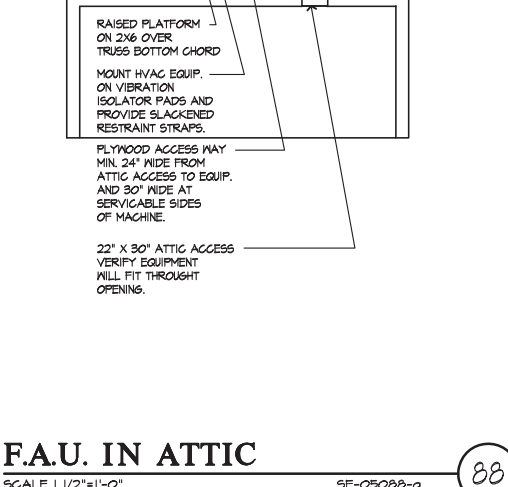 RAISED PLATFORM
ON 2X6 OVER
TRUSS BOTTOM CHORD
MOUNT HVAC EQUIP.
ON VIBRATION
ISOLATOR PADS AND
PROVIDE SLACKENED
RESTRAINT STRAPS.
PLYWOOD ACCESS WAY
MIN. 24" WIDE FROM
ATTIC ACCESS TO EQUIP.
AND 30" WIDE AT
SERVICABLE SIDES
OF MACHINE.
22" X 30" ATTIC ACCESS
VERIFY EQUIPMENT
WILL FIT THROUGHT
OPENING.
F.A.U. IN ATTIC
88
SCALE 1 1/2"=1'-0" SF-05088-a